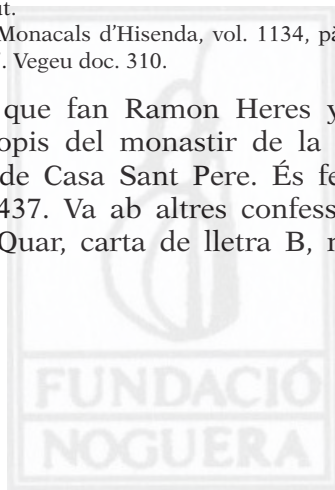 ut.
Monacals d'Hisenda, vol. 1134, pà
. Vegeu doc. 310.
que fan Ramon Heres y
opis del monastir de la
de Casa Sant Pere. És fe
437. Va ab altres confess
Quar, carta de lletra B, n
FUNDACIÓ
NOGUERA